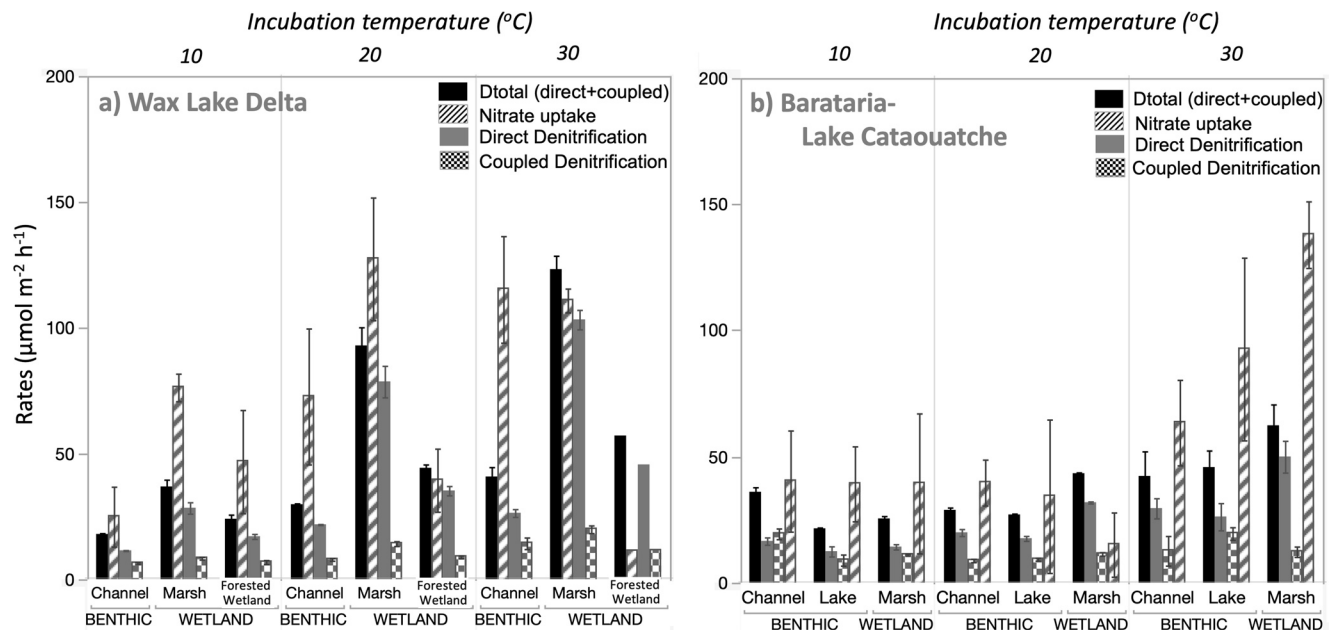 Incubation temperature (°C)
10 20 30
200
150
100
50
0
Rates (µmol m⁻² h⁻¹)
a) Wax Lake Delta
Dtotal (direct+coupled)
Nitrate uptake
Direct Denitrification
Coupled Denitrification
Channel Marsh Forested Wetland Channel Marsh Forested Wetland Channel Marsh Forested Wetland
BENTHIC WETLAND BENTHIC WETLAND BENTHIC WETLAND
Incubation temperature (°C)
10 20 30
200
150
100
50
0
b) Barataria-
Lake Cataouatche
Dtotal (direct+coupled)
Nitrate uptake
Direct Denitrification
Coupled Denitrification
Channel Lake Marsh Channel Lake Marsh Channel Lake Marsh
BENTHIC WETLAND BENTHIC WETLAND BENTHIC WETLAND